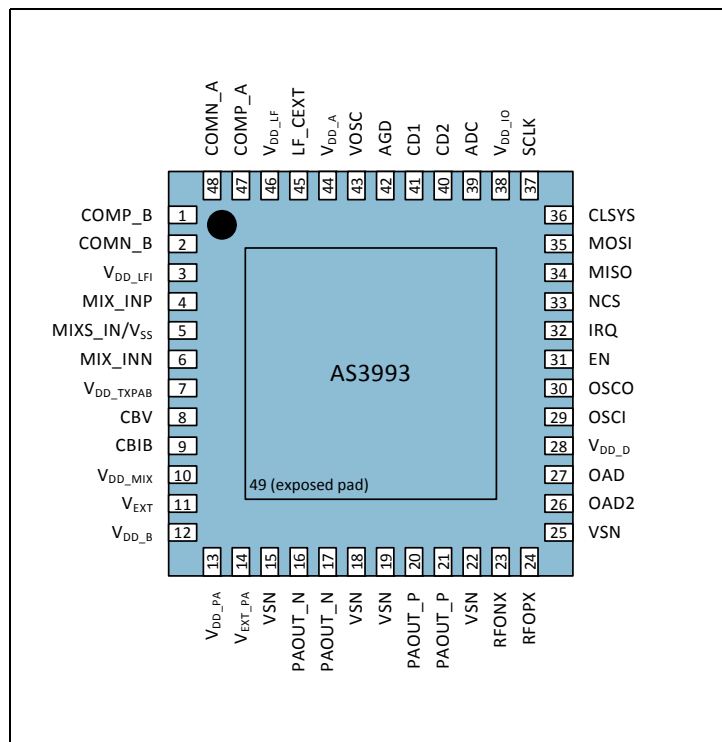 COMN_A
COMP_A
VDD_LF
LF_CEXT
VDD_A
VOSC
AGD
CD1
CD2
ADC
VDD_IO
SCLK
48
47
46
45
44
43
42
41
40
39
38
37
COMP_B 1
COMN_B 2
VDD_LFI 3
MIX_INP 4
MIXS_IN/VSS 5
MIX_INN 6
VDD_TXPAB 7
CBV 8
CBIB 9
VDD_MIX 10
VEXT 11
VDD_B 12
AS3993
49 (exposed pad)
36 CLSYS
35 MOSI
34 MISO
33 NCS
32 IRQ
31 EN
30 OSCO
29 OSCI
28 VDD_D
27 OAD
26 OAD2
25 VSN
13
14
15
16
17
18
19
20
21
22
23
24
VDD_PA
VEXT_PA
VSN
PAOUT_N
PAOUT_N
VSN
VSN
PAOUT_P
PAOUT_P
VSN
RFONX
RFOPX